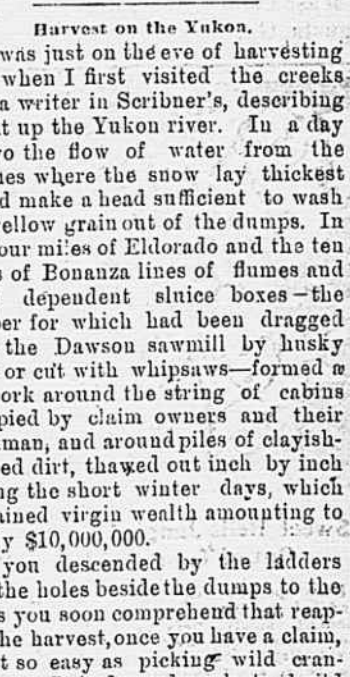 Harvest on the Yukon.
was just on the eve of harvesting
when I first visited the creeks
a writer in Scribner's, describing
t up the Yukon river. In a day
o the flow of water from the
es where the snow lay thickest
d make a head sufficient to wash
ellow grain out of the dumps. In
our miles of Eldorado and the ten
s of Bonanza lines of flumes and
dependent sluice boxes—the
er for which had been dragged
the Dawson sawmill by husky
or cut with whipsaws—formed a
ork around the string of cabins
pied by claim owners and their
man, and around piles of clayish-
ed dirt, thawed out inch by inch
ng the short winter days, which
ained virgin wealth amounting to
y $10,000,000.
you descended by the ladders
the holes beside the dumps to the
s you soon comprehend that reap-
he harvest, once you have a claim,
t so easy as picking wild cran-